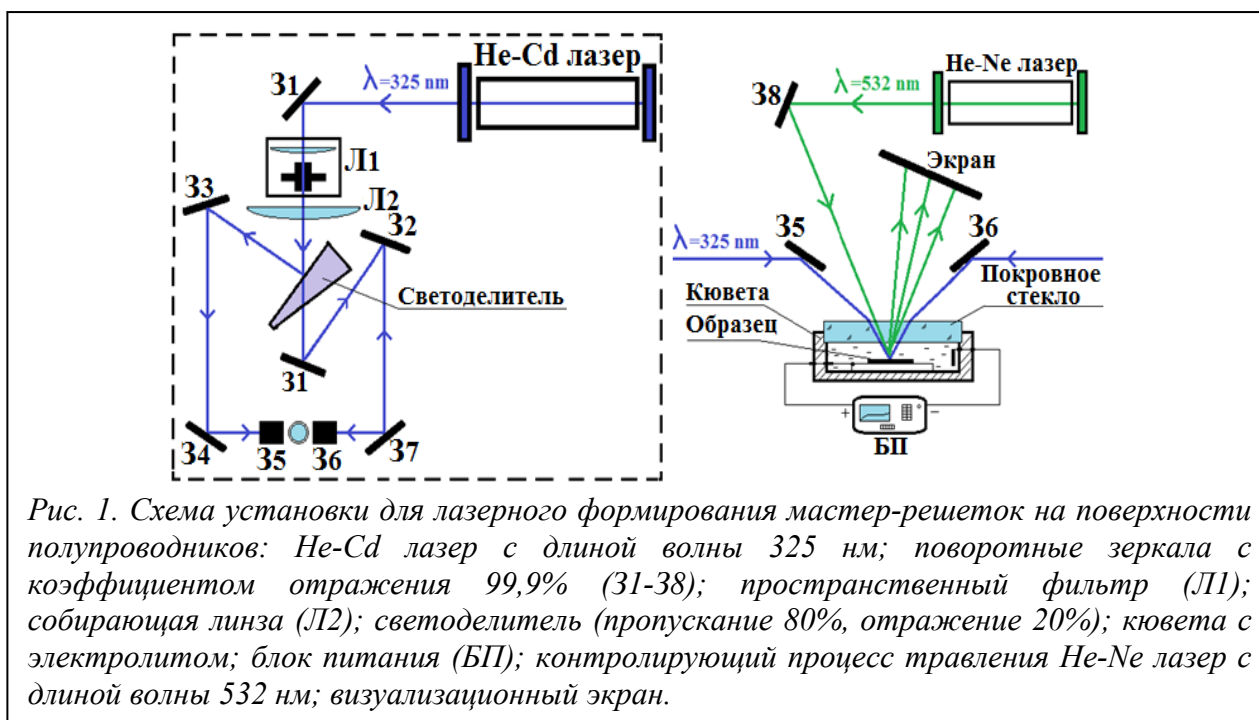 He-Cd лазер
λ=325 nm
З1
Л1
З3
Л2
З2
Светоделитель
З1
З4
З5
З6
З7
He-Ne лазер
λ=532 nm
З8
Экран
З5
З6
λ=325 nm
Покровное
стекло
Кювета
Образец
+
−
БП
Рис. 1. Схема установки для лазерного формирования мастер-решеток на поверхности
полупроводников: He-Cd лазер с длиной волны 325 нм; поворотные зеркала с
коэффициентом отражения 99,9% (З1-З8); пространственный фильтр (Л1);
собирающая линза (Л2); светоделитель (пропускание 80%, отражение 20%); кювета с
электролитом; блок питания (БП); контролирующий процесс травления He-Ne лазер с
длиной волны 532 нм; визуализационный экран.